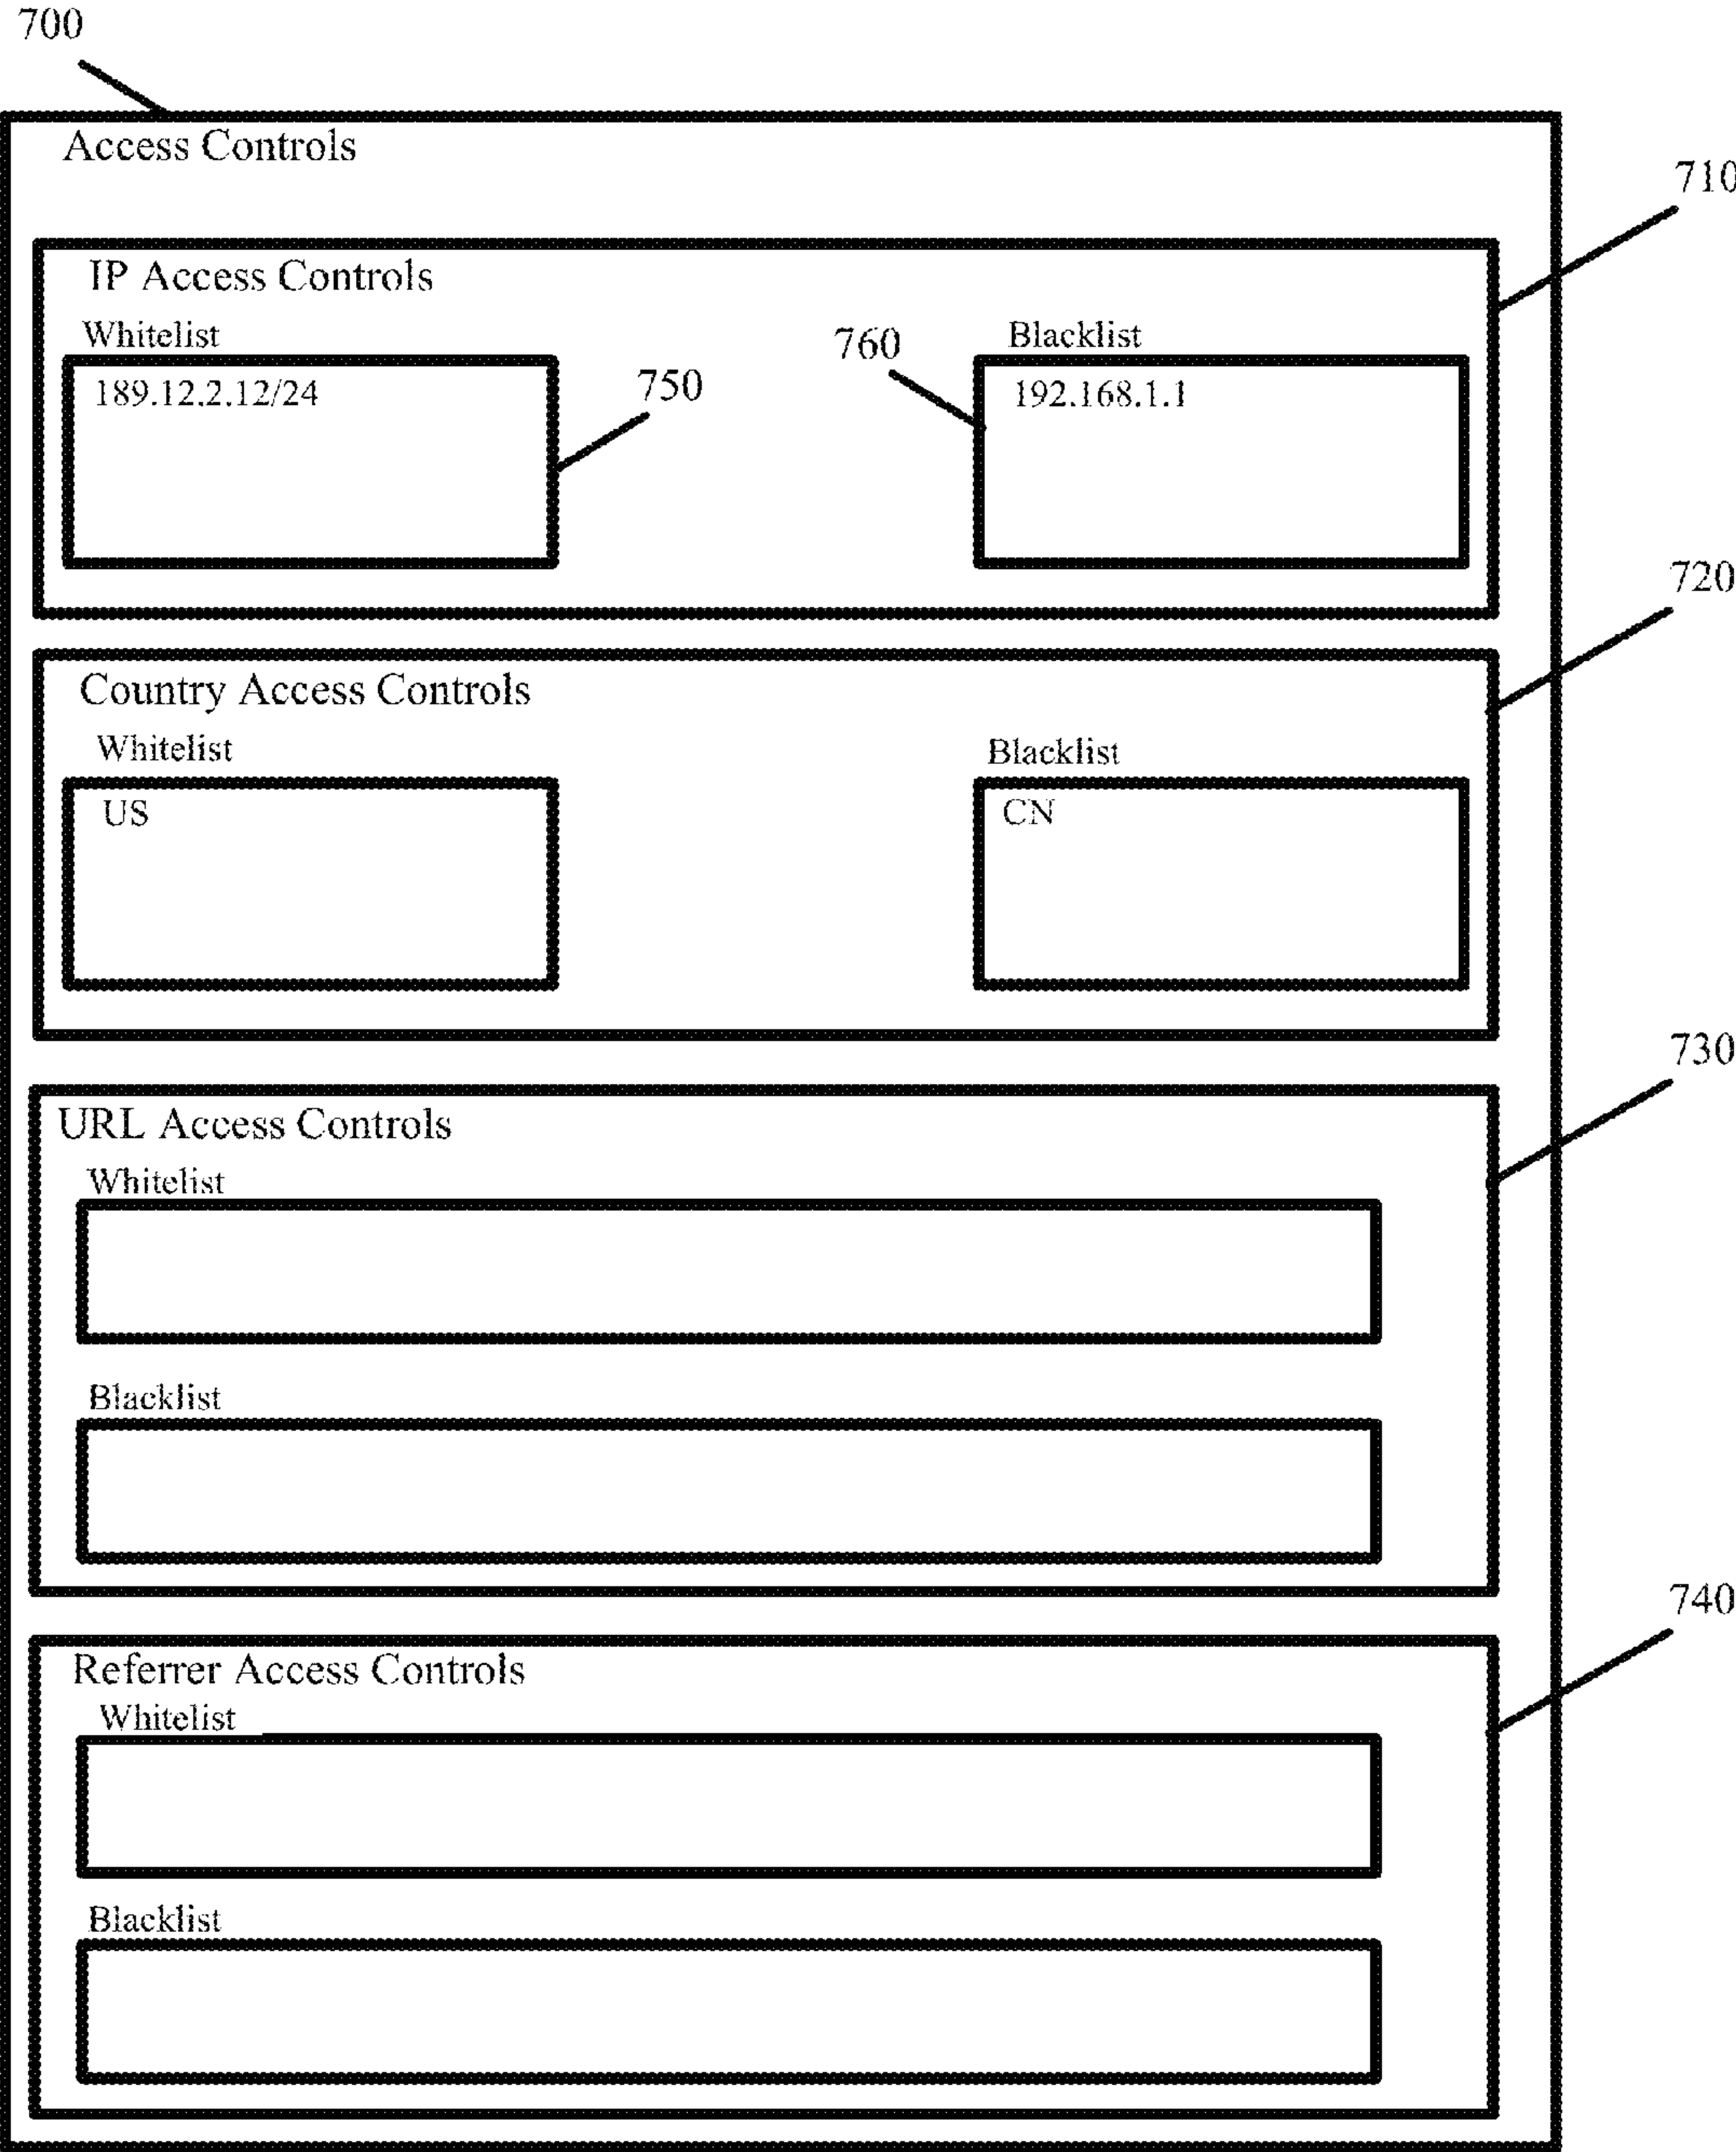 700
Access Controls
710
IP Access Controls
Whitelist
760
Blacklist
189.12.2.12/24
750
192.168.1.1
720
Country Access Controls
Whitelist
Blacklist
US
CN
730
URL Access Controls
Whitelist
Blacklist
740
Referrer Access Controls
Whitelist
Blacklist